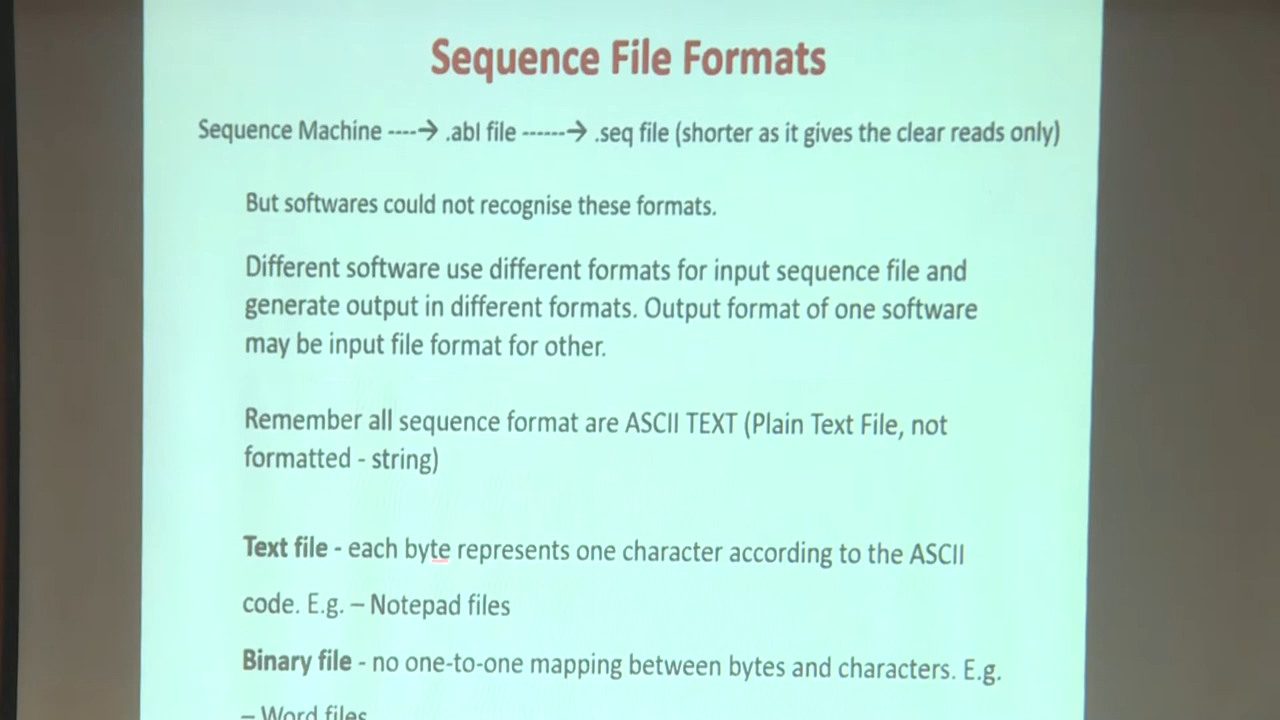 Sequence File Formats
Sequence Machine ----→ .abl file ------→ .seq file (shorter as it gives the clear reads only)
But softwares could not recognise these formats.
Different software use different formats for input sequence file and
generate output in different formats. Output format of one software
may be input file format for other.
Remember all sequence format are ASCII TEXT (Plain Text File, not
formatted - string)
Text file - each byte represents one character according to the ASCII
code. E.g. – Notepad files
Binary file - no one-to-one mapping between bytes and characters. E.g.
– Word files